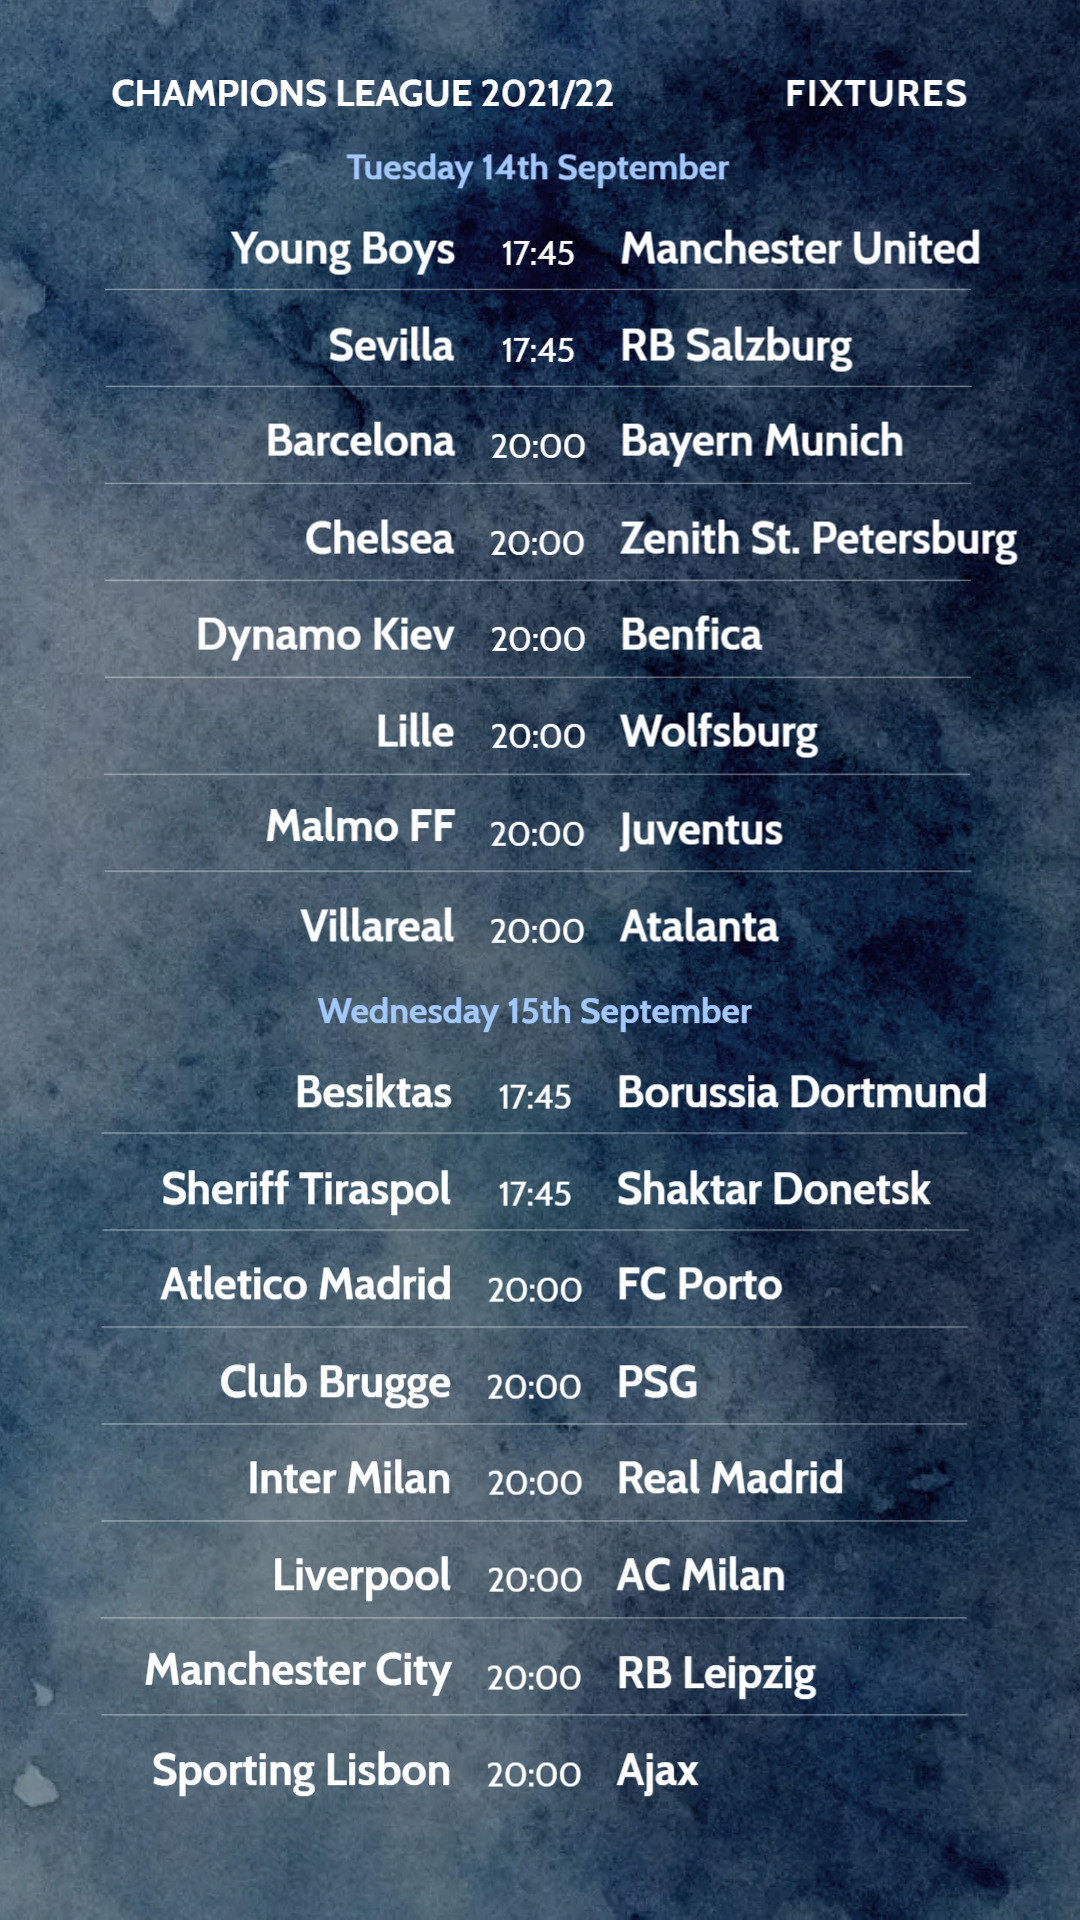 CHAMPIONS LEAGUE 2021/22 FIXTURES
Tuesday 14th September
Young Boys 17:45 Manchester United
Sevilla 17:45 RB Salzburg
Barcelona 20:00 Bayern Munich
Chelsea 20:00 Zenith St. Petersburg
Dynamo Kiev 20:00 Benfica
Lille 20:00 Wolfsburg
Malmo FF 20:00 Juventus
Villareal 20:00 Atalanta
Wednesday 15th September
Besiktas 17:45 Borussia Dortmund
Sheriff Tiraspol 17:45 Shaktar Donetsk
Atletico Madrid 20:00 FC Porto
Club Brugge 20:00 PSG
Inter Milan 20:00 Real Madrid
Liverpool 20:00 AC Milan
Manchester City 20:00 RB Leipzig
Sporting Lisbon 20:00 Ajax